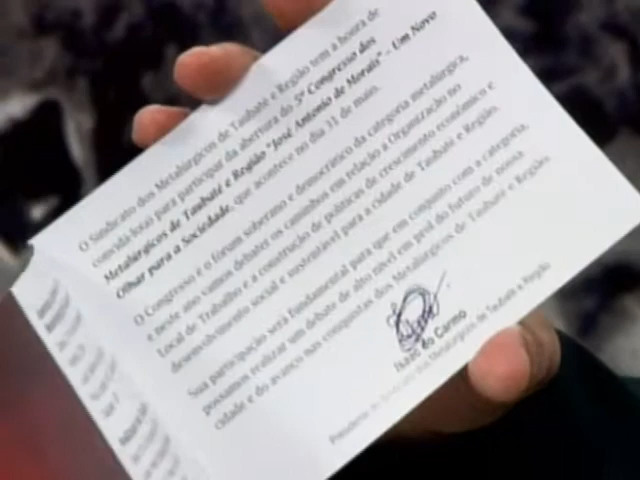 O Sindicato dos Metalúrgicos de Taubaté e Região tem a honra de
convidá-lo(a) para participar da abertura do 5º Congresso dos
Metalúrgicos de Taubaté e Região "José Antonio de Morais" - Um Novo
Olhar para a Sociedade, que acontece no dia 31 de maio.
O Congresso é o fórum soberano e democrático da categoria metalúrgica,
e neste ano vamos debater os caminhos em relação à Organização no
Local de Trabalho e a construção de políticas de crescimento econômico e
desenvolvimento social e sustentável para a cidade de Taubaté e Região.
Sua participação será fundamental para que em conjunto com a categoria,
possamos realizar um debate de alto nível em prol do futuro de nossa
cidade e do avanço nas conquistas dos Metalúrgicos de Taubaté e Região.
Isaac do Carmo
Presidente do Sindicato dos Metalúrgicos de Taubaté e Região